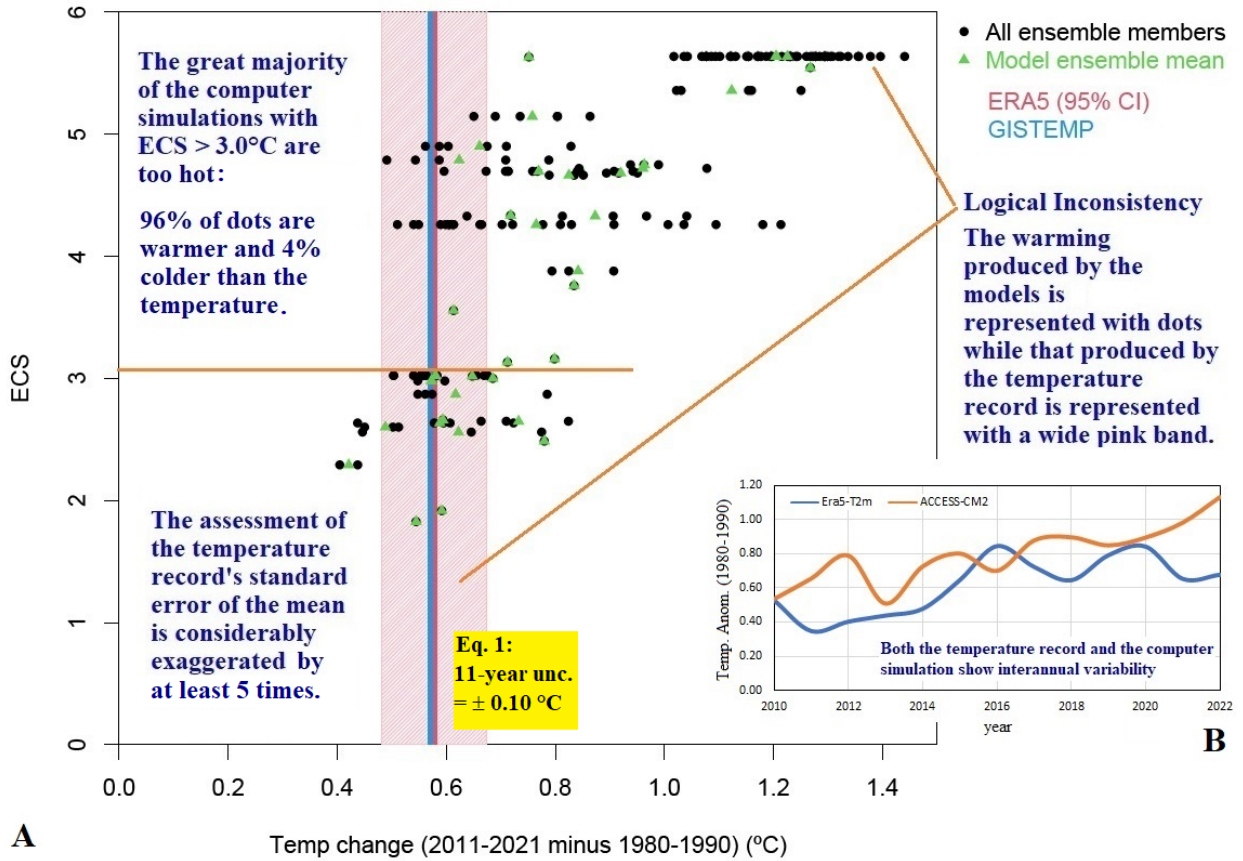 6
5
4
3
2
1
0
ECS
The great majority
of the computer
simulations with
ECS > 3.0°C are
too hot:
96% of dots are
warmer and 4%
colder than the
temperature.
The assessment of
the temperature
record's standard
error of the mean
is considerably
exaggerated by
at least 5 times.
Eq. 1:
11-year unc.
= ± 0.10 °C
0.0 0.2 0.4 0.6 0.8 1.0 1.2 1.4
Temp change (2011-2021 minus 1980-1990) (ºC)
A
All ensemble members
Model ensemble mean
ERA5 (95% CI)
GISTEMP
Logical Inconsistency
The warming
produced by the
models is
represented with dots
while that produced by
the temperature
record is represented
with a wide pink band.
Temp. Anom. (1980-1990)
1.20
1.00
0.80
0.60
0.40
0.20
0.00
Era5-T2m ACCESS-CM2
Both the temperature record and the computer
simulation show interannual variability
2010 2012 2014 2016 2018 2020 2022
year
B